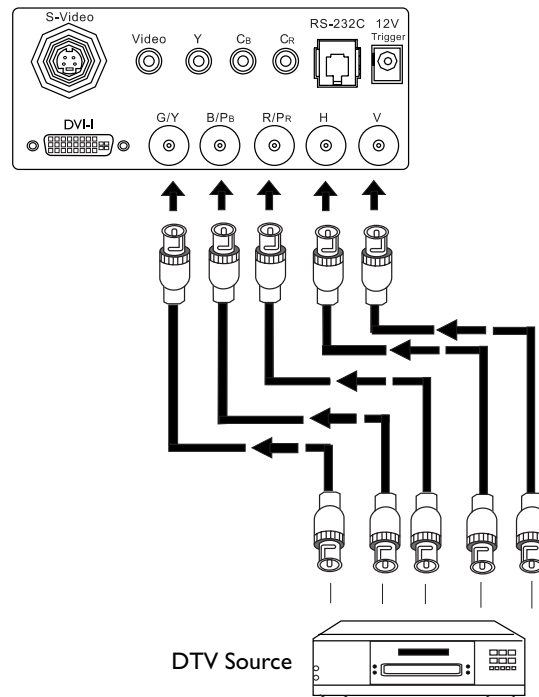 S-Video
Video Y CB CR
RS-232C 12V
Trigger
DVI-I
G/Y B/PB R/PR H V
DTV Source